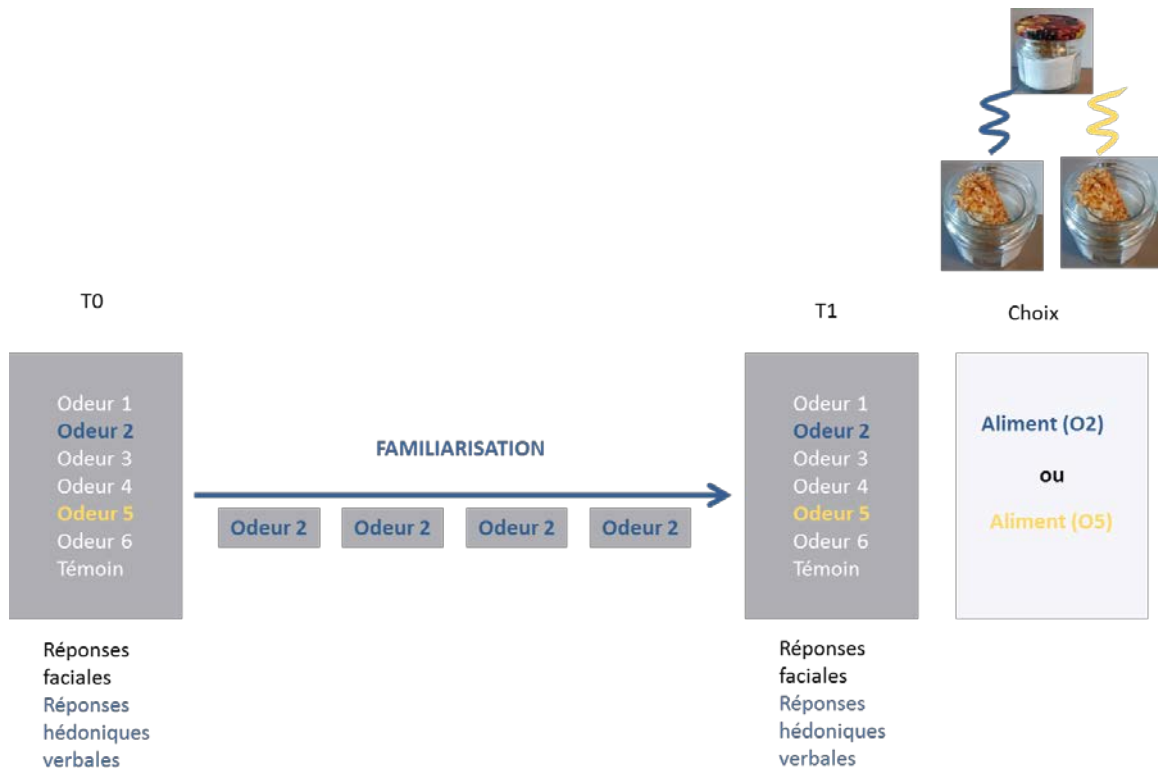 T0
Odeur 1
Odeur 2
Odeur 3
Odeur 4
Odeur 5
Odeur 6
Témoin
Réponses
faciales
Réponses
hédoniques
verbales
FAMILIARISATION
Odeur 2
Odeur 2
Odeur 2
Odeur 2
T1
Odeur 1
Odeur 2
Odeur 3
Odeur 4
Odeur 5
Odeur 6
Témoin
Réponses
faciales
Réponses
hédoniques
verbales
Choix
Aliment (O2)
ou
Aliment (O5)